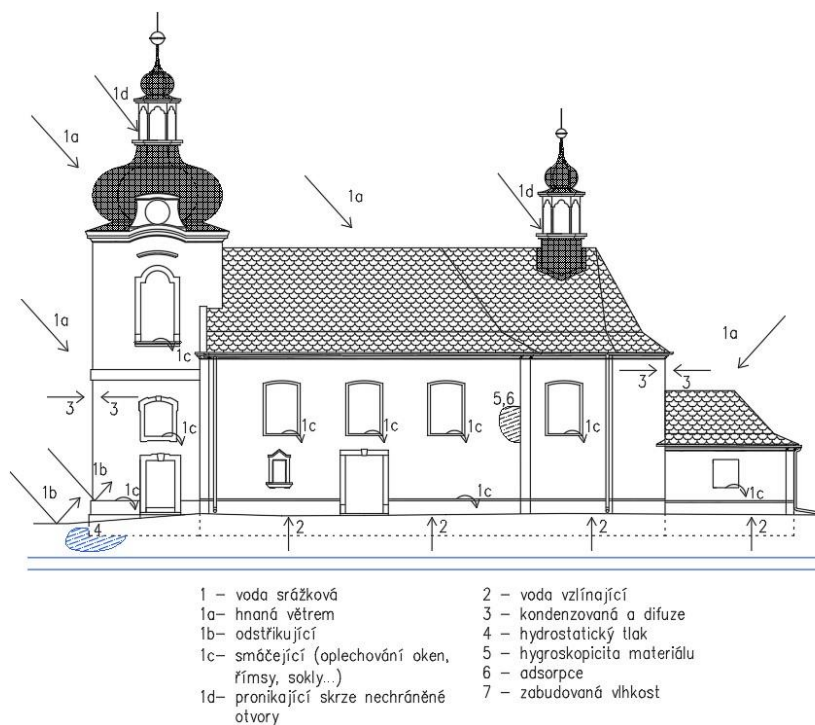 1d
1a
1a
1d
1a
1a
1c
3
3
3
3
5,6
1c
1c
1c
1c
1c
1b
1b
1c
1c
1c
4
2
2
2
2
1 – voda srážková
1a– hnaná větrem
1b– odstřikující
1c– smáčející (oplechování oken,
římsy, sokly...)
1d– pronikající skrze nechráněné
otvory
2 – voda vzlínající
3 – kondenzovaná a difuze
4 – hydrostatický tlak
5 – hygroskopicita materiálu
6 – adsorpce
7 – zabudovaná vlhkost